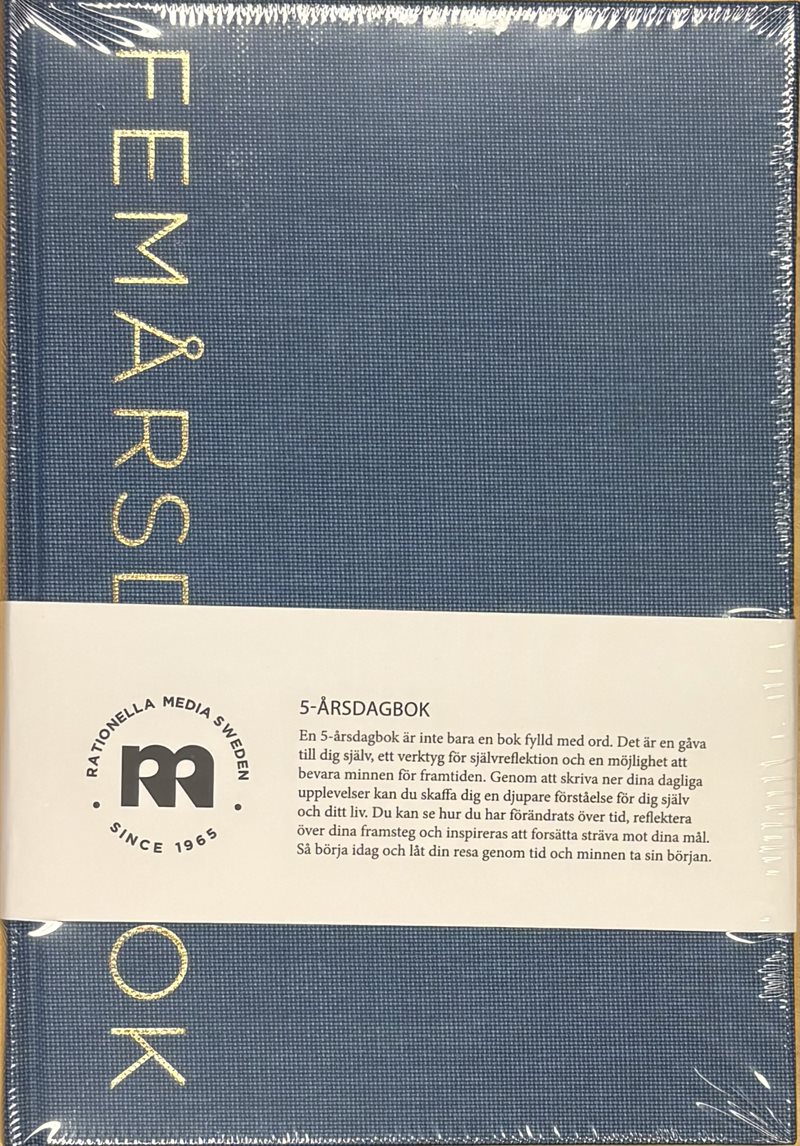 FEMÅRSD
OK
RATIONELLA MEDIA SWEDEN
SINCE 1965
5-ÅRSDAGBOK
En 5-årsdagbok är inte bara en bok fylld med ord. Det är en gåva
till dig själv, ett verktyg för självreflektion och en möjlighet att
bevara minnen för framtiden. Genom att skriva ner dina dagliga
upplevelser kan du skaffa dig en djupare förståelse för dig själv
och ditt liv. Du kan se hur du har förändrats över tid, reflektera
över dina framsteg och inspireras att forsätta sträva mot dina mål.
Så börja idag och låt din resa genom tid och minnen ta sin början.